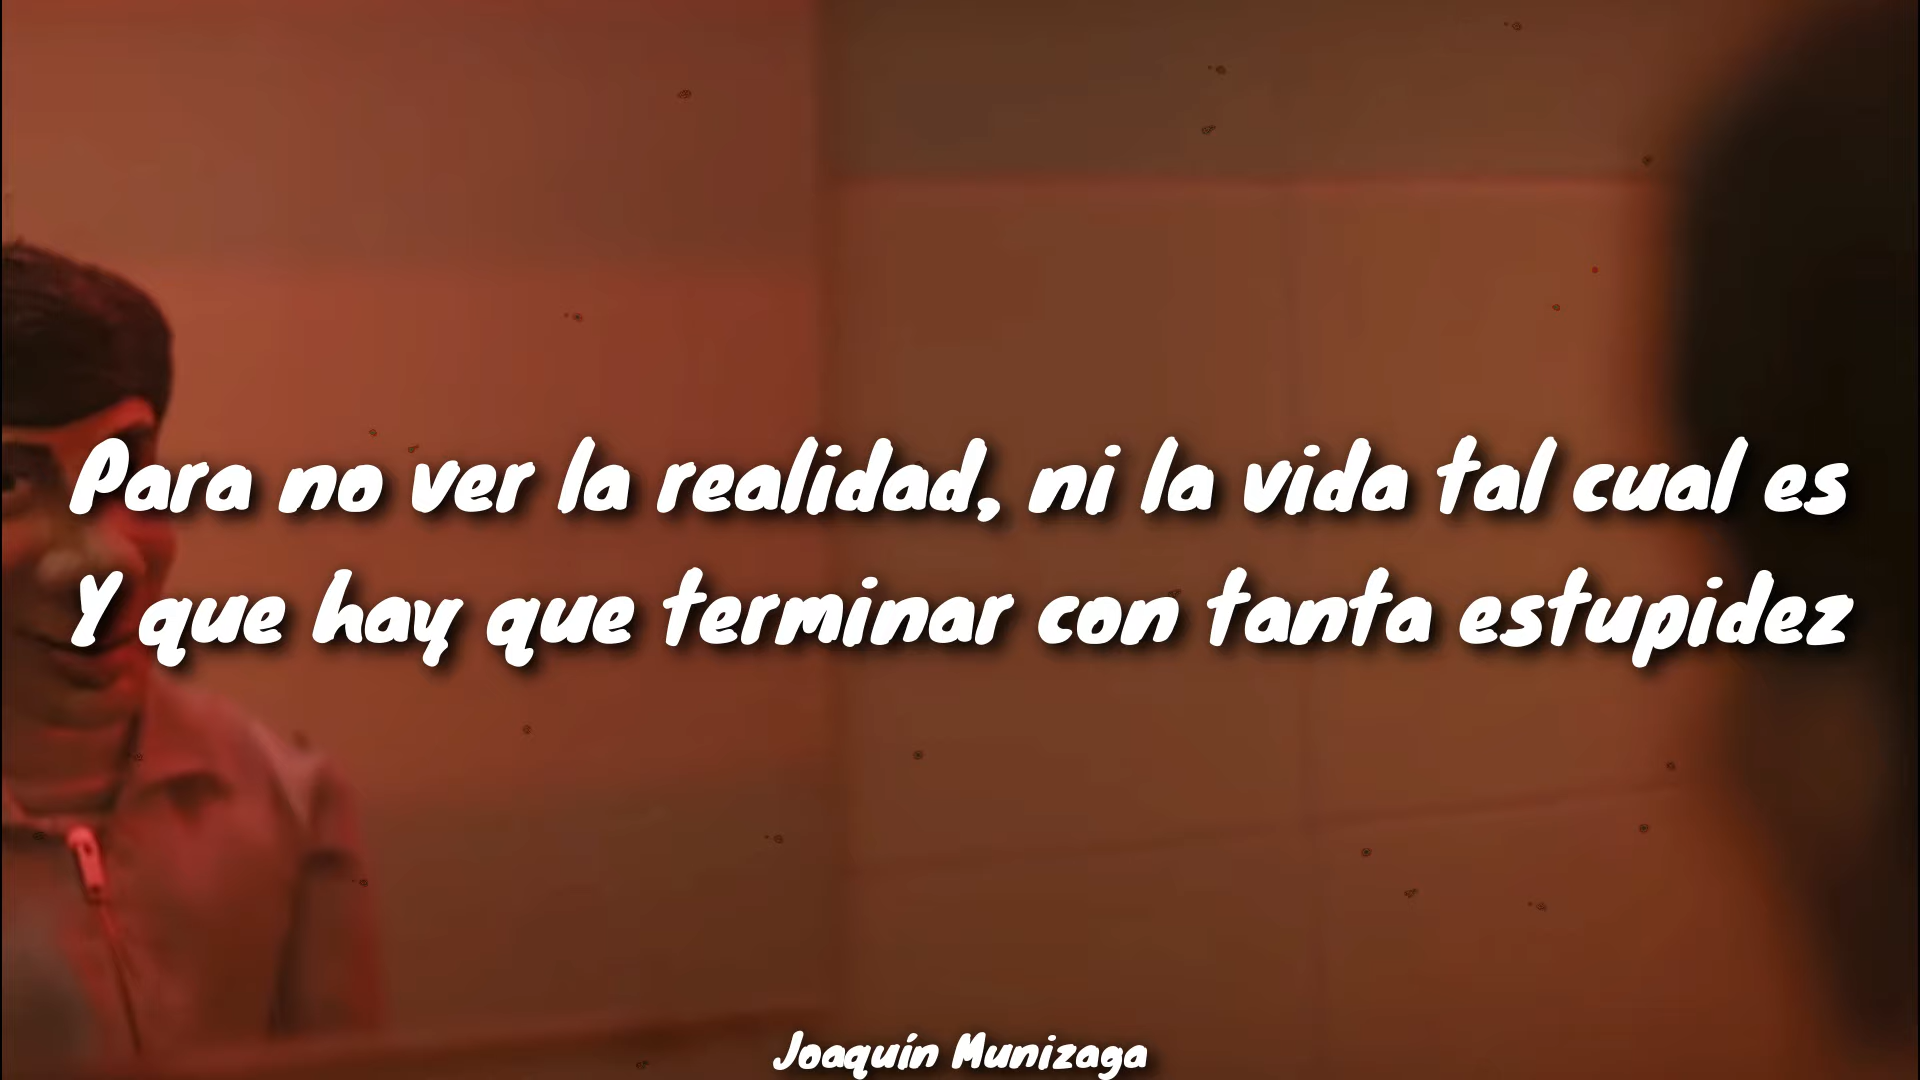 Para no ver la realidad, ni la vida tal cual es
Y que hay que terminar con tanta estupidez
Joaquín Munizaga